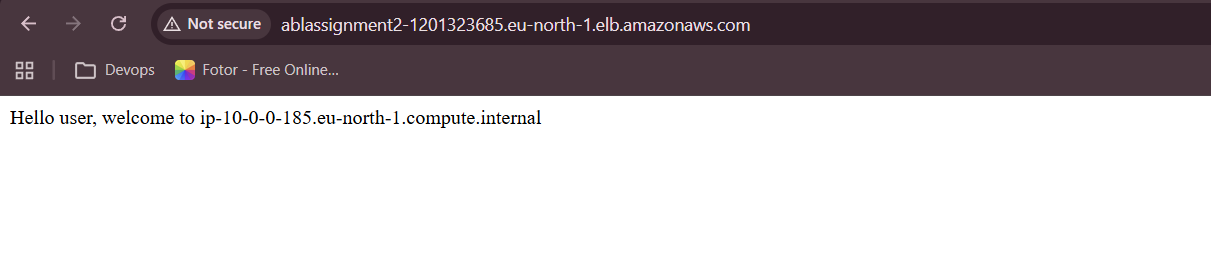 Not secure ablassignment2-1201323685.eu-north-1.elb.amazonaws.com
Devops Fotor - Free Online...
Hello user, welcome to ip-10-0-0-185.eu-north-1.compute.internal